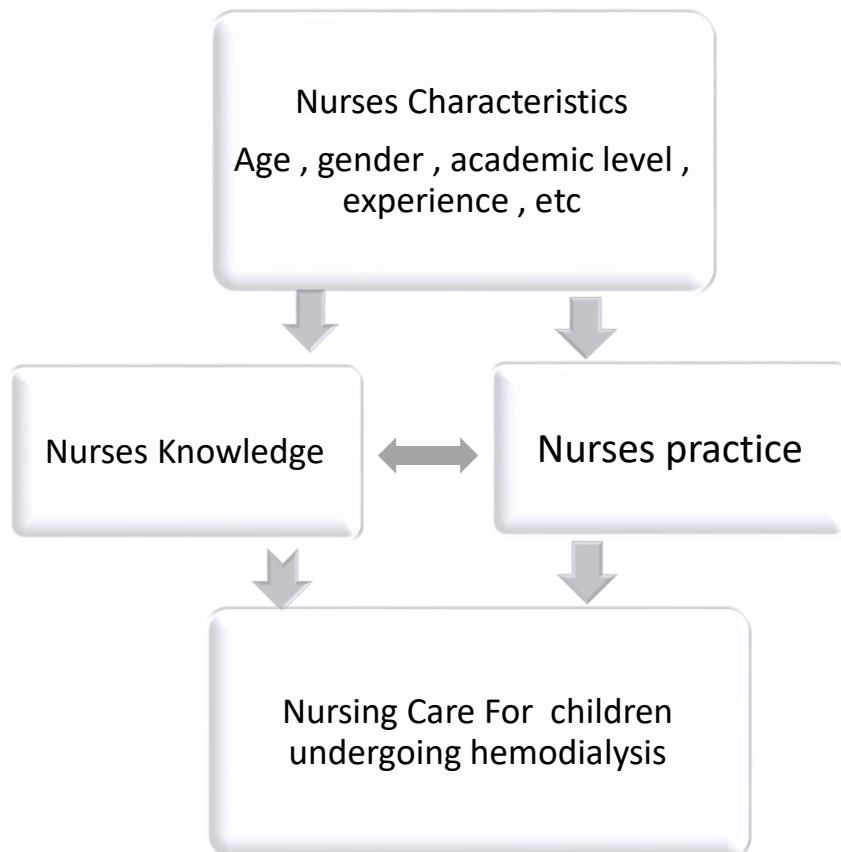 Nurses Characteristics
Age , gender , academic level ,
experience , etc
Nurses Knowledge
Nurses practice
Nursing Care For  children
undergoing hemodialysis